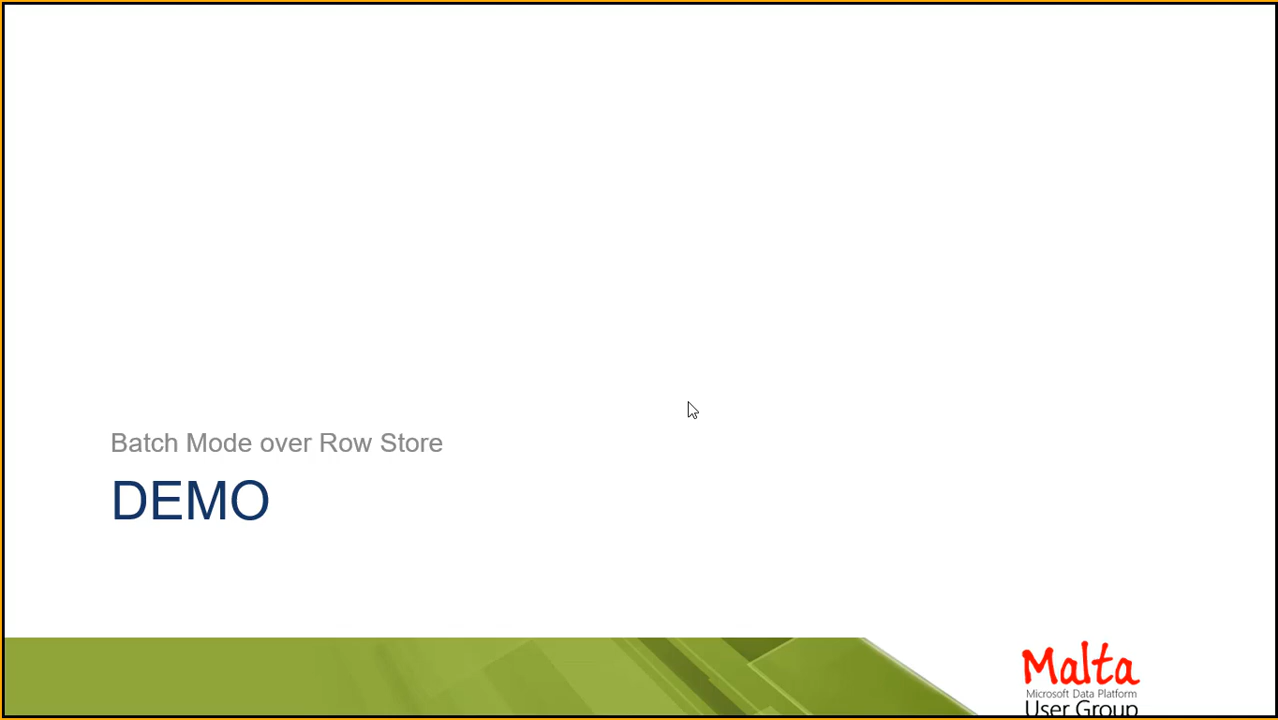 Batch Mode over Row Store
DEMO
Malta
Microsoft Data Platform
User Group